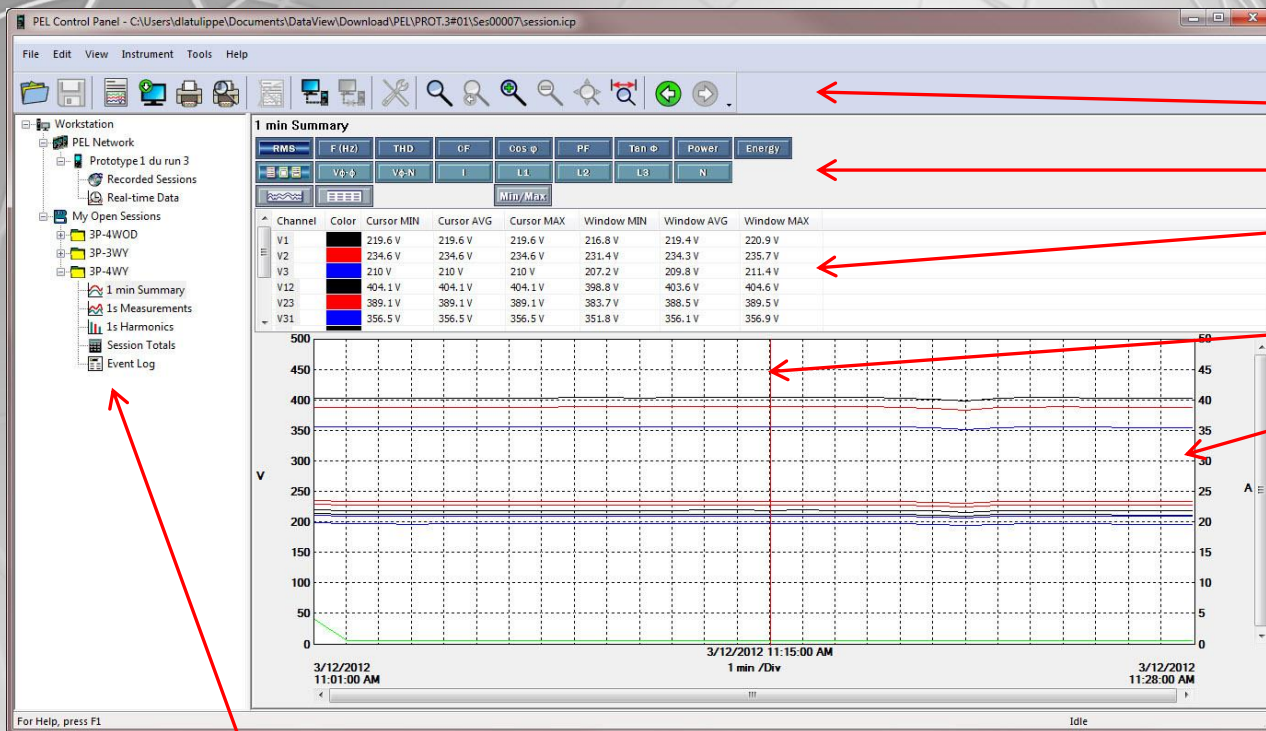 PEL Control Panel - C:\Users\dlatulippe\Documents\DataView\Download\PEL\PROT.3#01\Ses00007\session.icp
File Edit View Instrument Tools Help
Workstation
PEL Network
Prototype 1 du run 3
Recorded Sessions
Real-time Data
My Open Sessions
3P-4WOD
3P-3WY
3P-4WY
1 min Summary
1s Measurements
1s Harmonics
Session Totals
Event Log
1 min Summary
RMS F (Hz) THD CF Cos φ PF Tan Φ Power Energy
Vϕ-ϕ Vϕ-N I L1 L2 L3 N
Min/Max
Channel Color Cursor MIN Cursor AVG Cursor MAX Window MIN Window AVG Window MAX
V1 219.6 V 219.6 V 219.6 V 216.8 V 219.4 V 220.9 V
V2 234.6 V 234.6 V 234.6 V 231.4 V 234.3 V 235.7 V
V3 210 V 210 V 210 V 207.2 V 209.8 V 211.4 V
V12 404.1 V 404.1 V 404.1 V 398.8 V 403.6 V 404.6 V
V23 389.1 V 389.1 V 389.1 V 383.7 V 388.5 V 389.5 V
V31 356.5 V 356.5 V 356.5 V 351.8 V 356.1 V 356.9 V
500 50
450 45
400 40
350 35
300 30
V A
250 25
200 20
150 15
100 10
50 5
0 0
3/12/2012 11:15:00 AM
3/12/2012 1 min /Div 3/12/2012
11:01:00 AM 11:28:00 AM
For Help, press F1 Idle